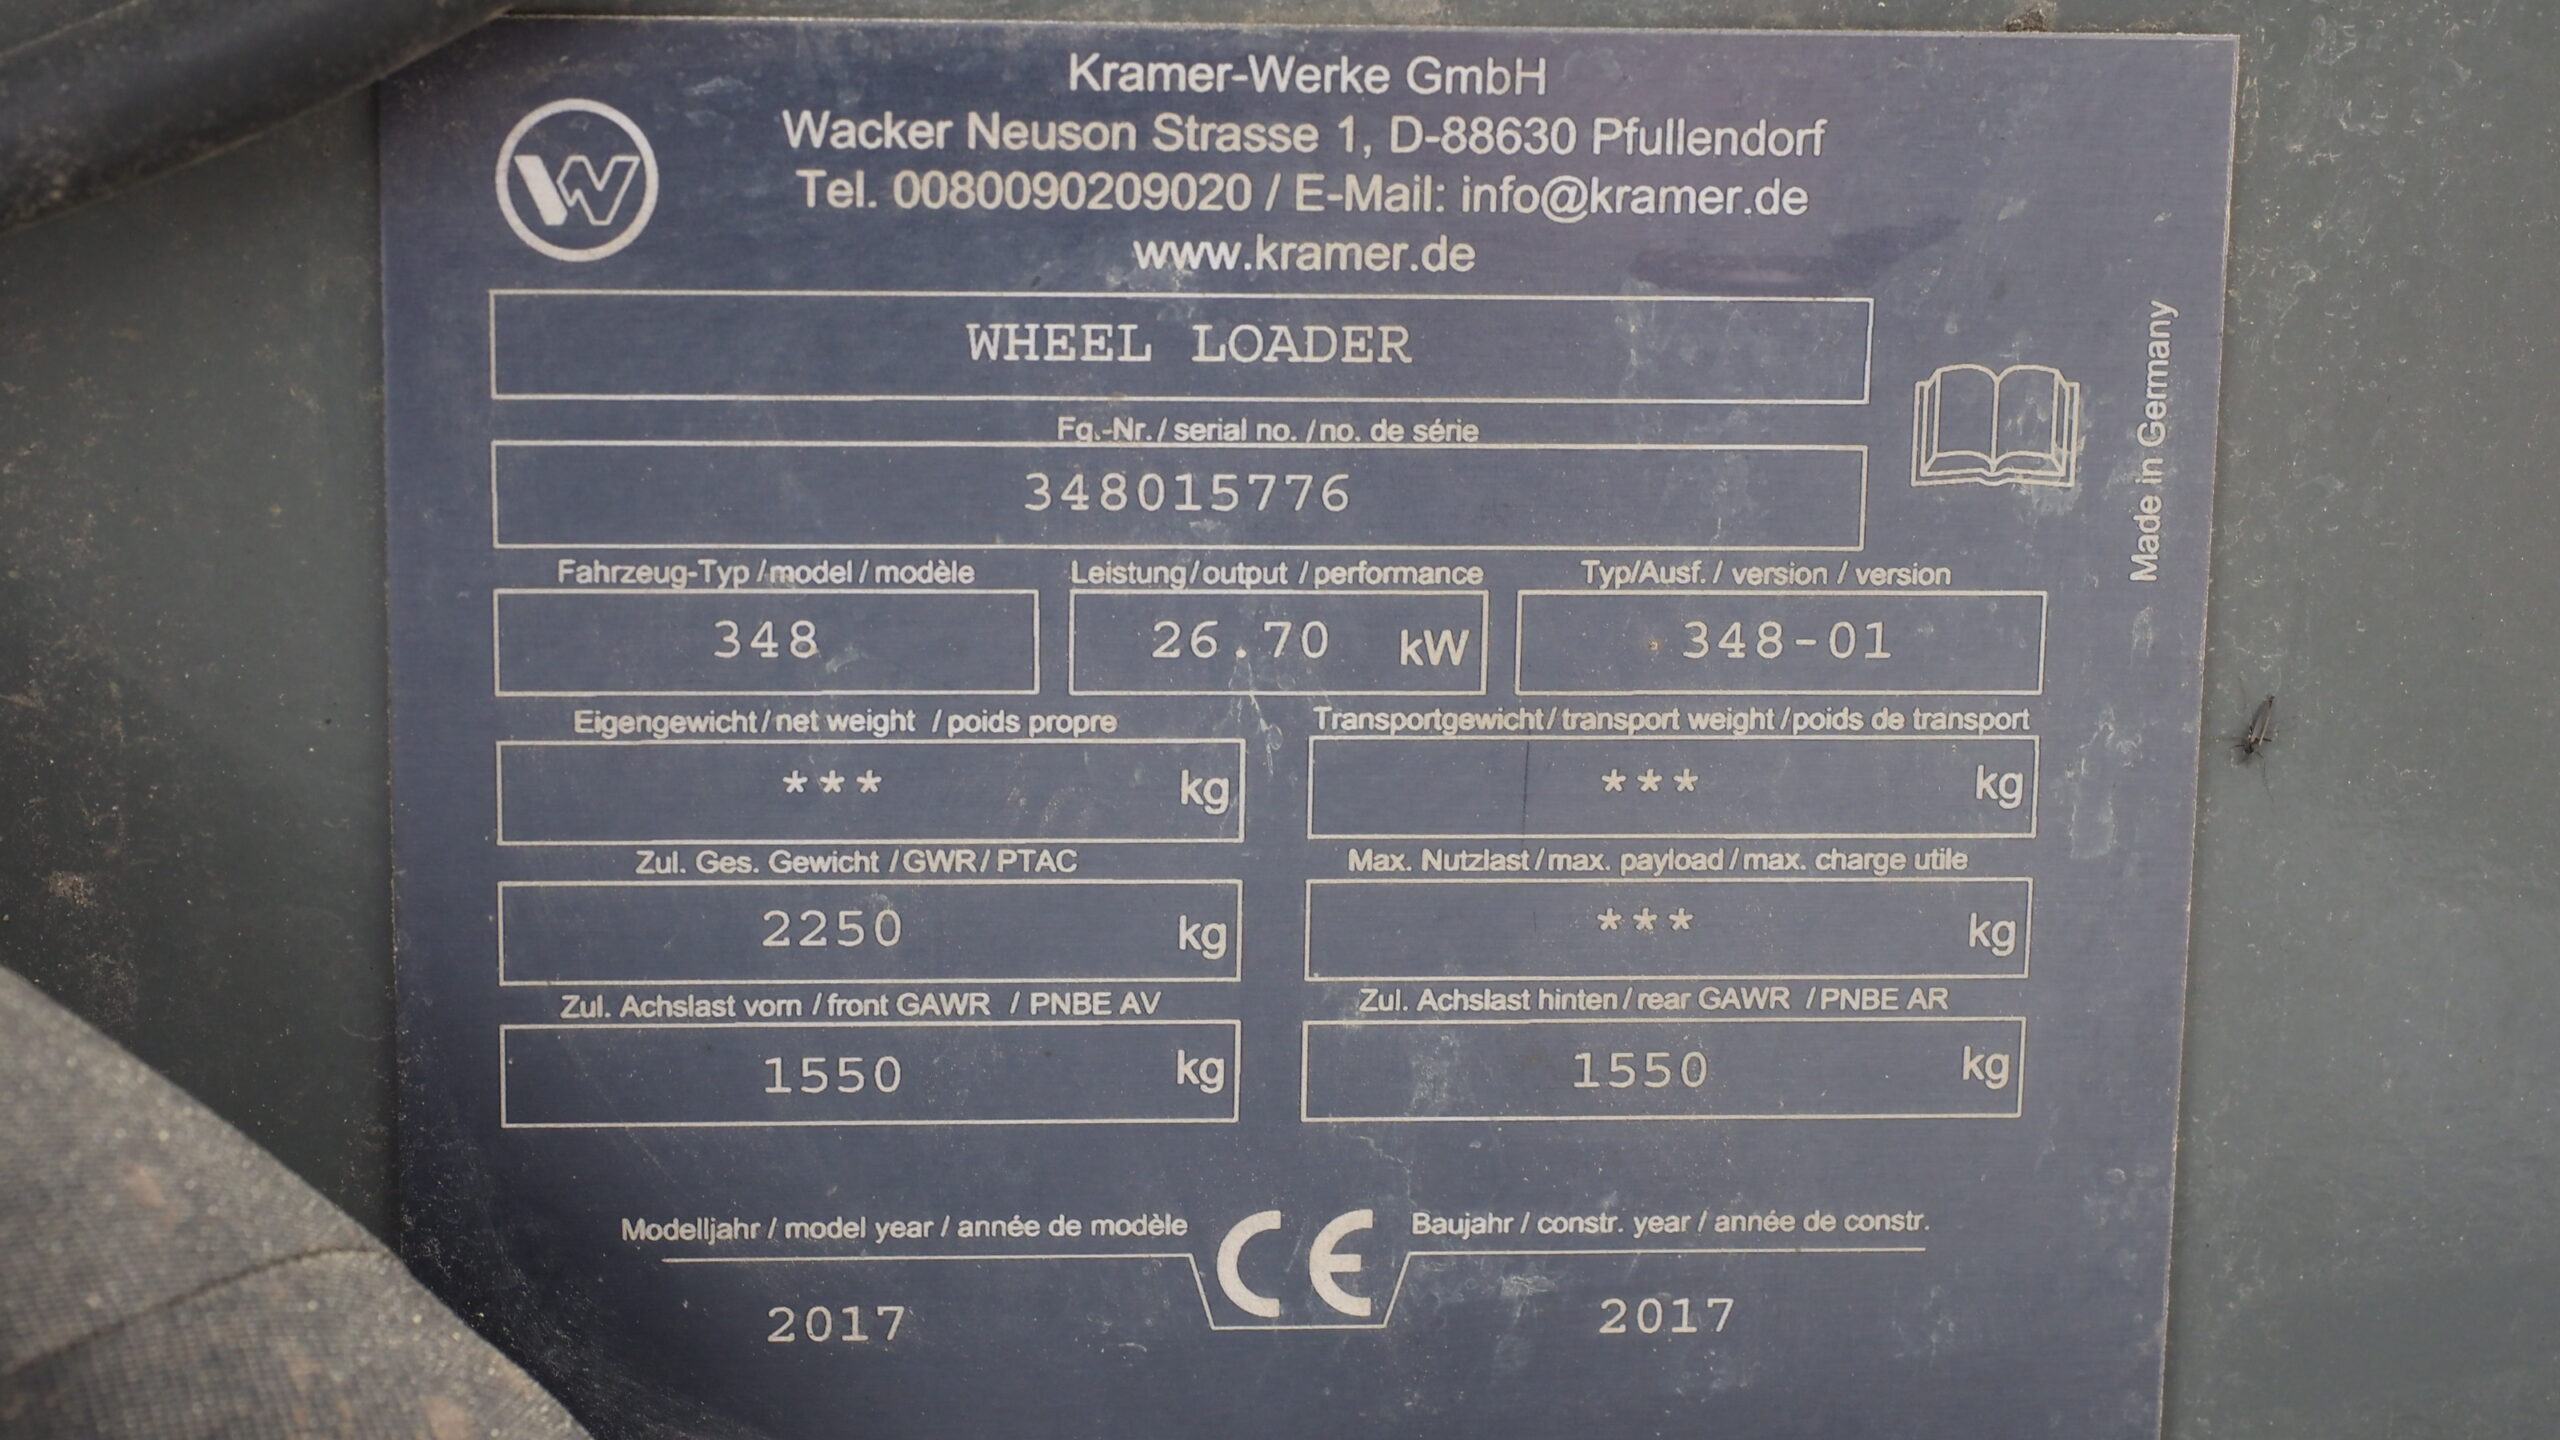 Kramer-Werke GmbH
Wacker Neuson Strasse 1, D-88630 Pfullendorf
Tel. 0080090209020 / E-Mail: info@kramer.de
www.kramer.de
W
WHEEL LOADER
Made in Germany
Fg.-Nr. / serial no. / no. de série
348015776
Fahrzeug-Typ / model / modèle Leistung / output / performance Typ/Ausf. / version / version
348 26.70 kW 348-01
Eigengewicht / net weight / poids propre Transportgewicht / transport weight / poids de transport
*** kg *** kg
Zul. Ges. Gewicht / GWR / PTAC Max. Nutzlast / max. payload / max. charge utile
2250 kg *** kg
Zul. Achslast vorn / front GAWR / PNBE AV Zul. Achslast hinten / rear GAWR / PNBE AR
1550 kg 1550 kg
Modelljahr / model year / année de modèle CE Baujahr / constr. year / année de constr.
2017 2017